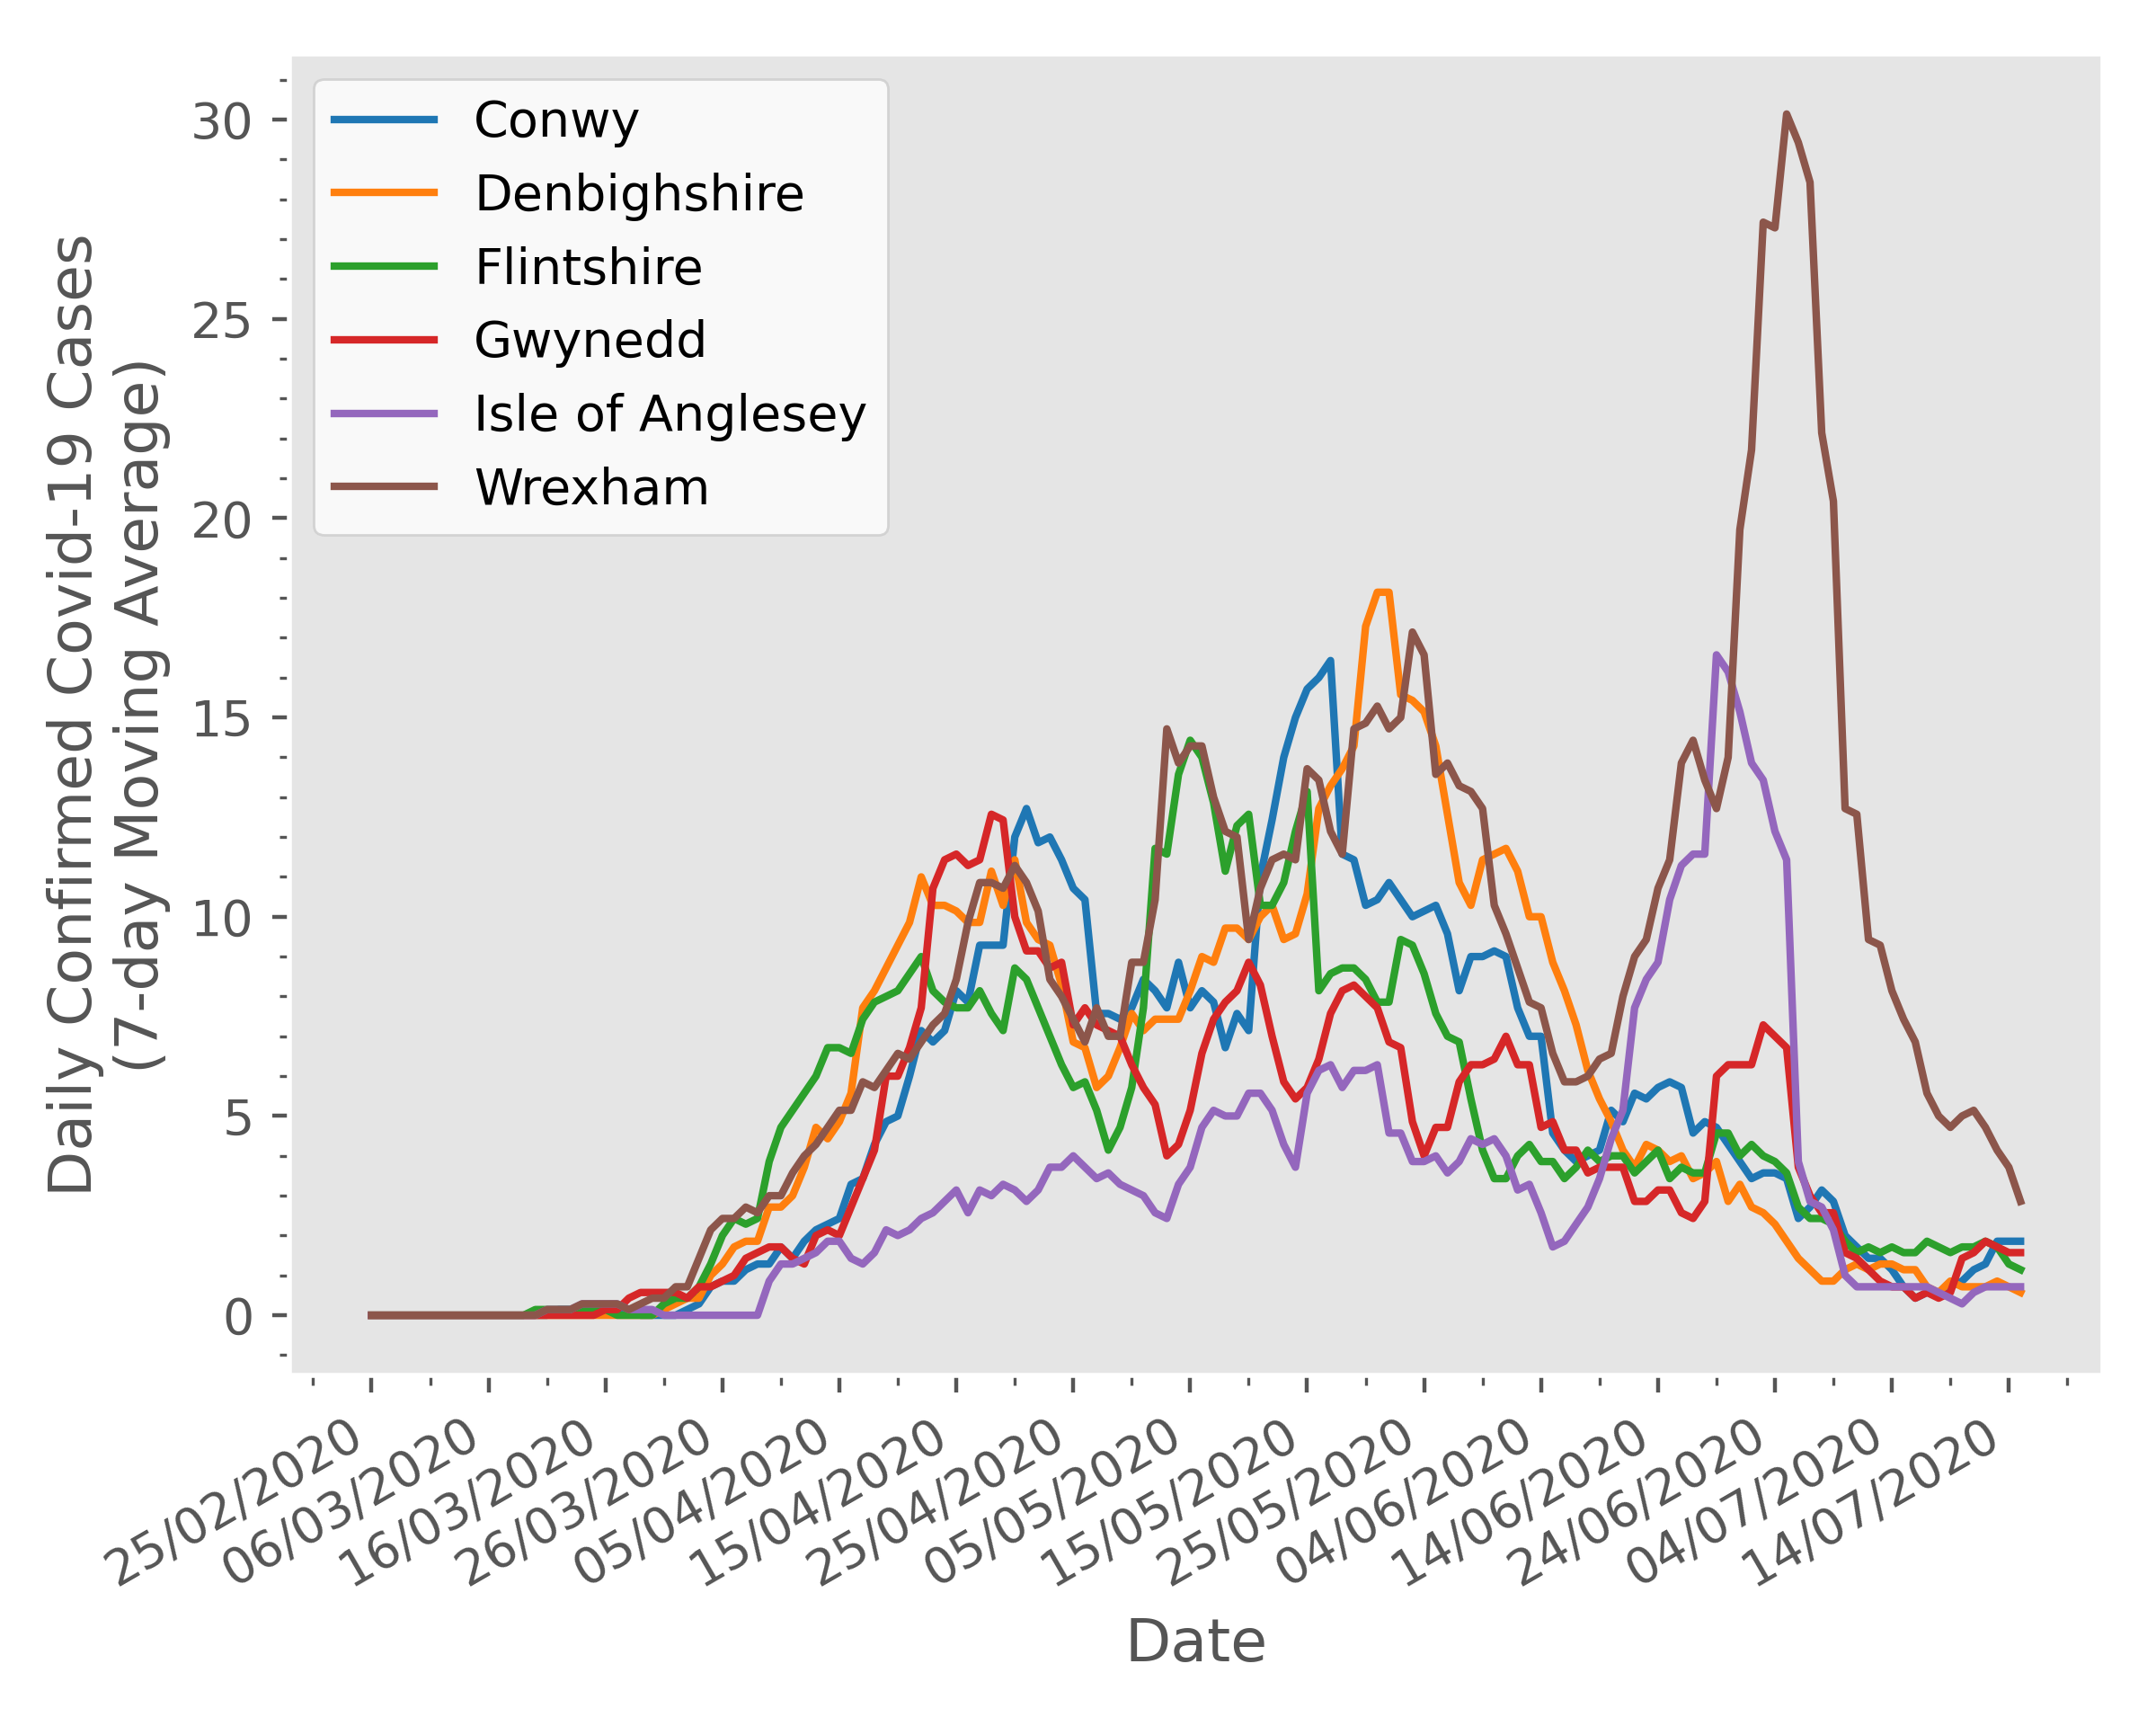 Daily Confirmed Covid-19 Cases
(7-day Moving Average)
30
25
20
15
10
5
0
Conwy
Denbighshire
Flintshire
Gwynedd
Isle of Anglesey
Wrexham
25/02/2020
06/03/2020
16/03/2020
26/03/2020
05/04/2020
15/04/2020
25/04/2020
05/05/2020
15/05/2020
25/05/2020
04/06/2020
14/06/2020
24/06/2020
04/07/2020
14/07/2020
Date